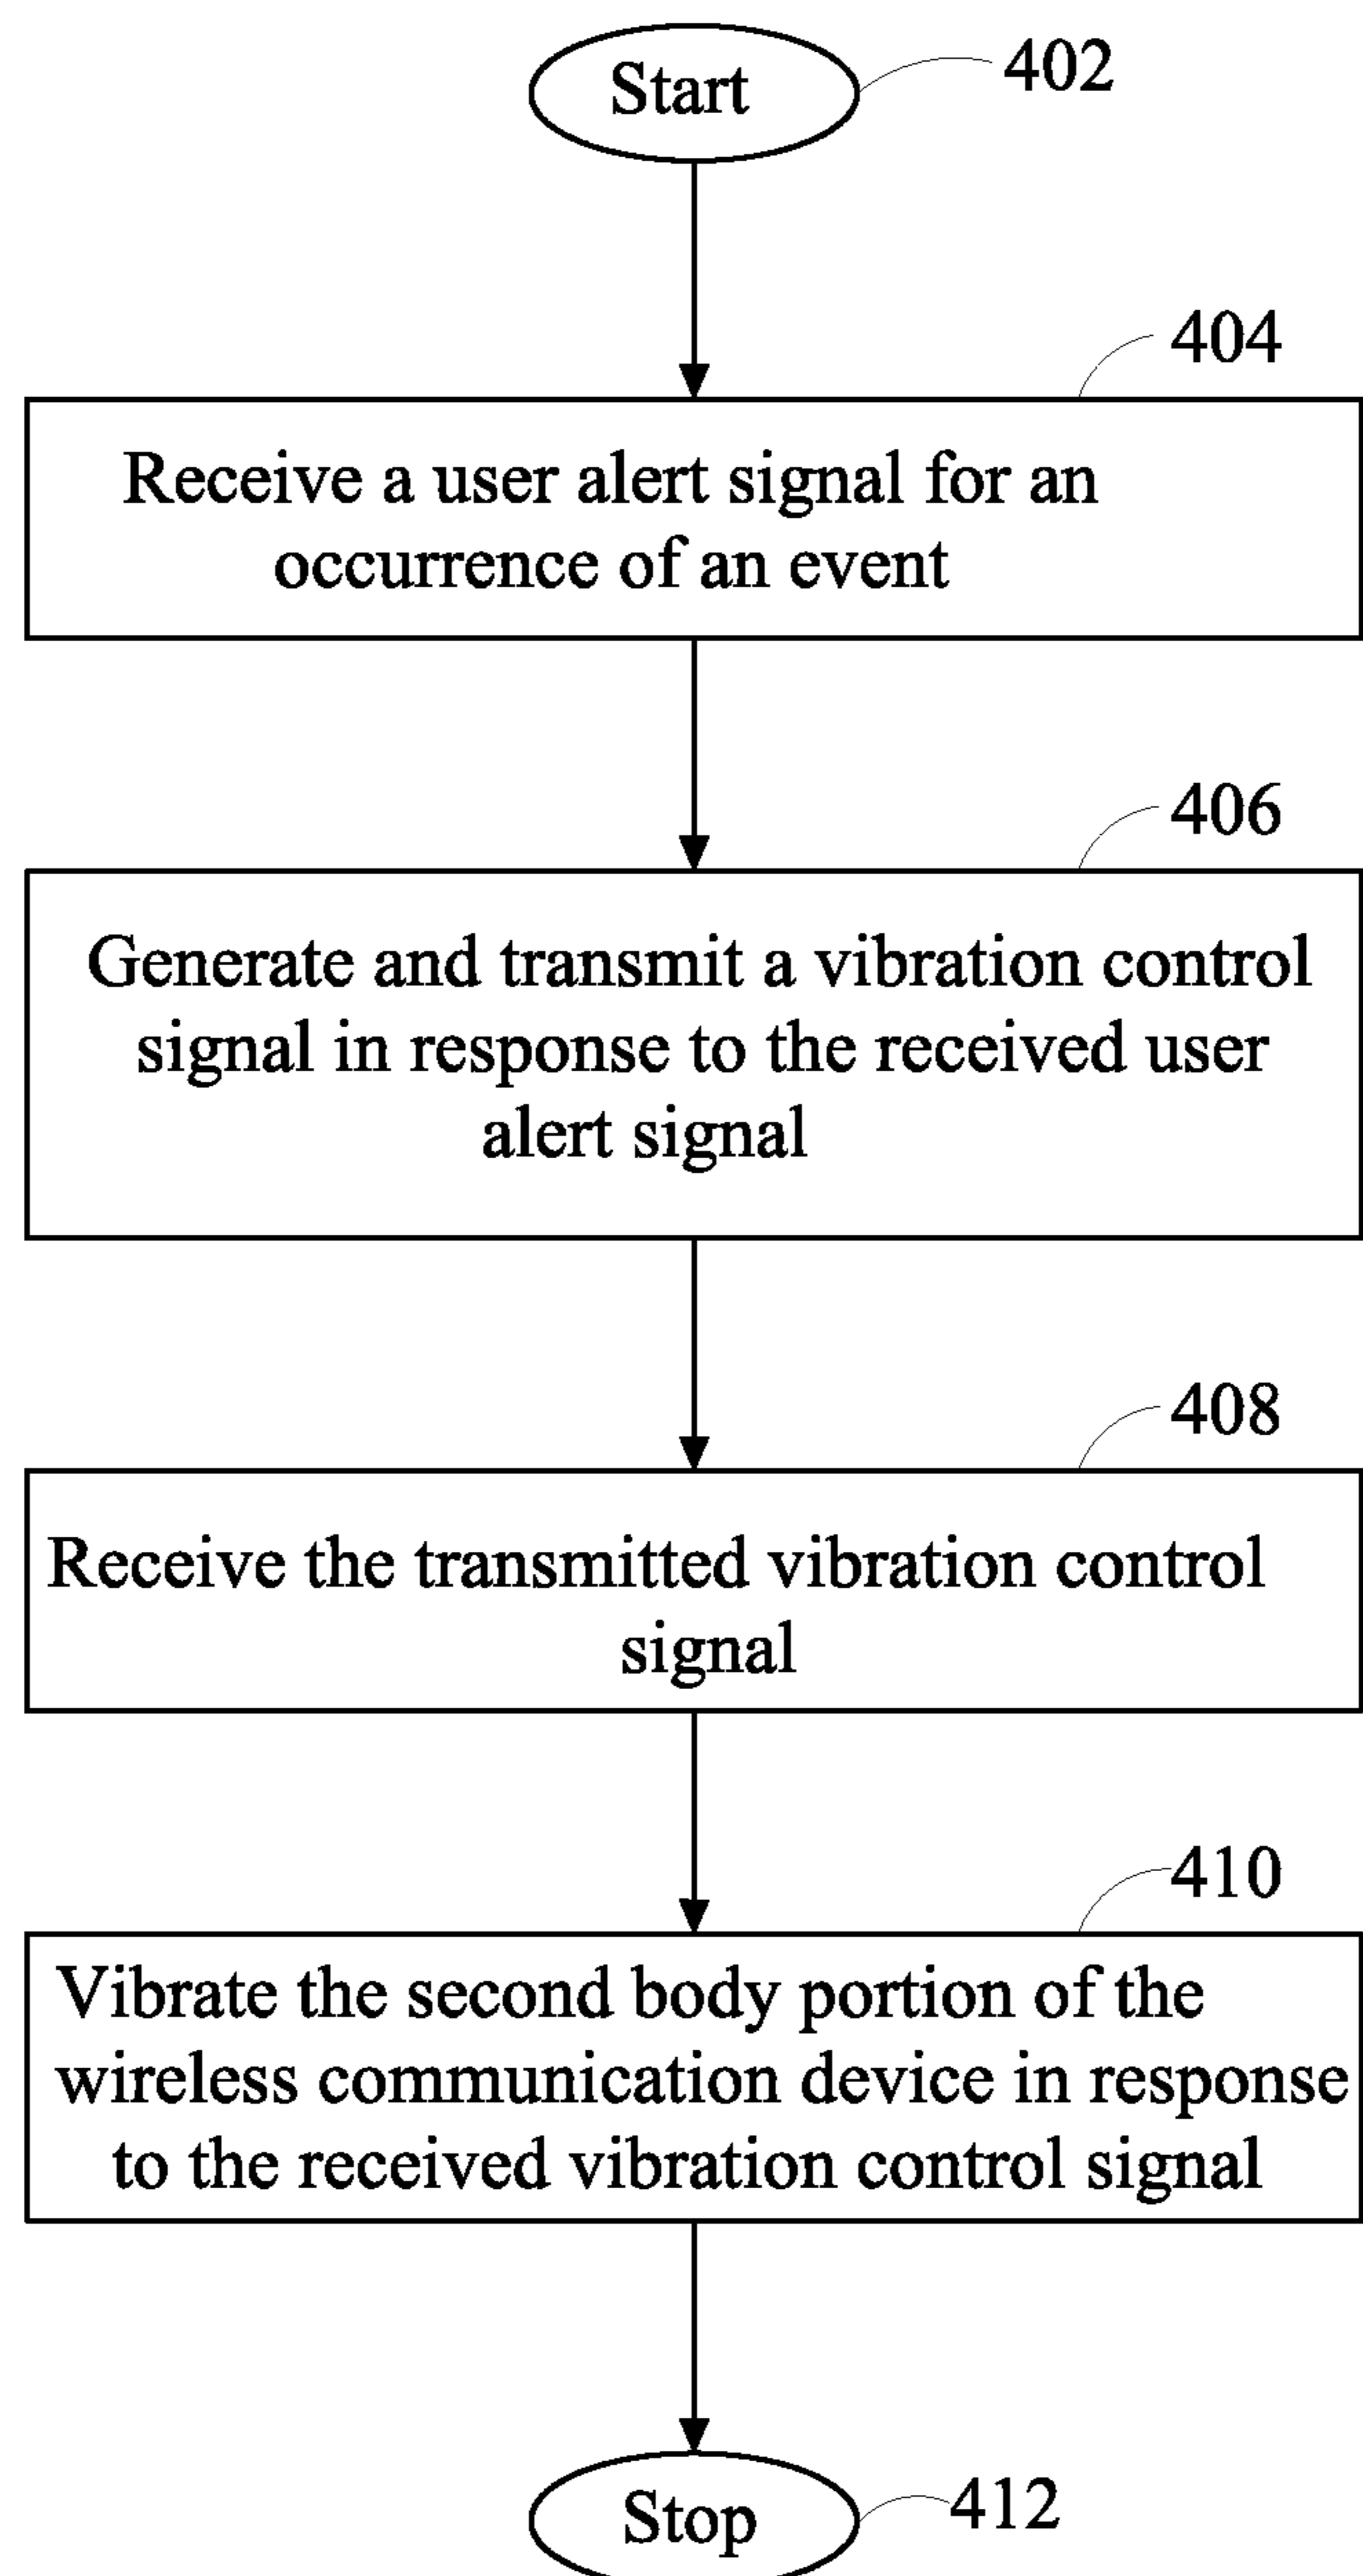 Start
402
404
Receive a user alert signal for an
occurrence of an event
406
Generate and transmit a vibration control
signal in response to the received user
alert signal
408
Receive the transmitted vibration control
signal
410
Vibrate the second body portion of the
wireless communication device in response
to the received vibration control signal
Stop
412